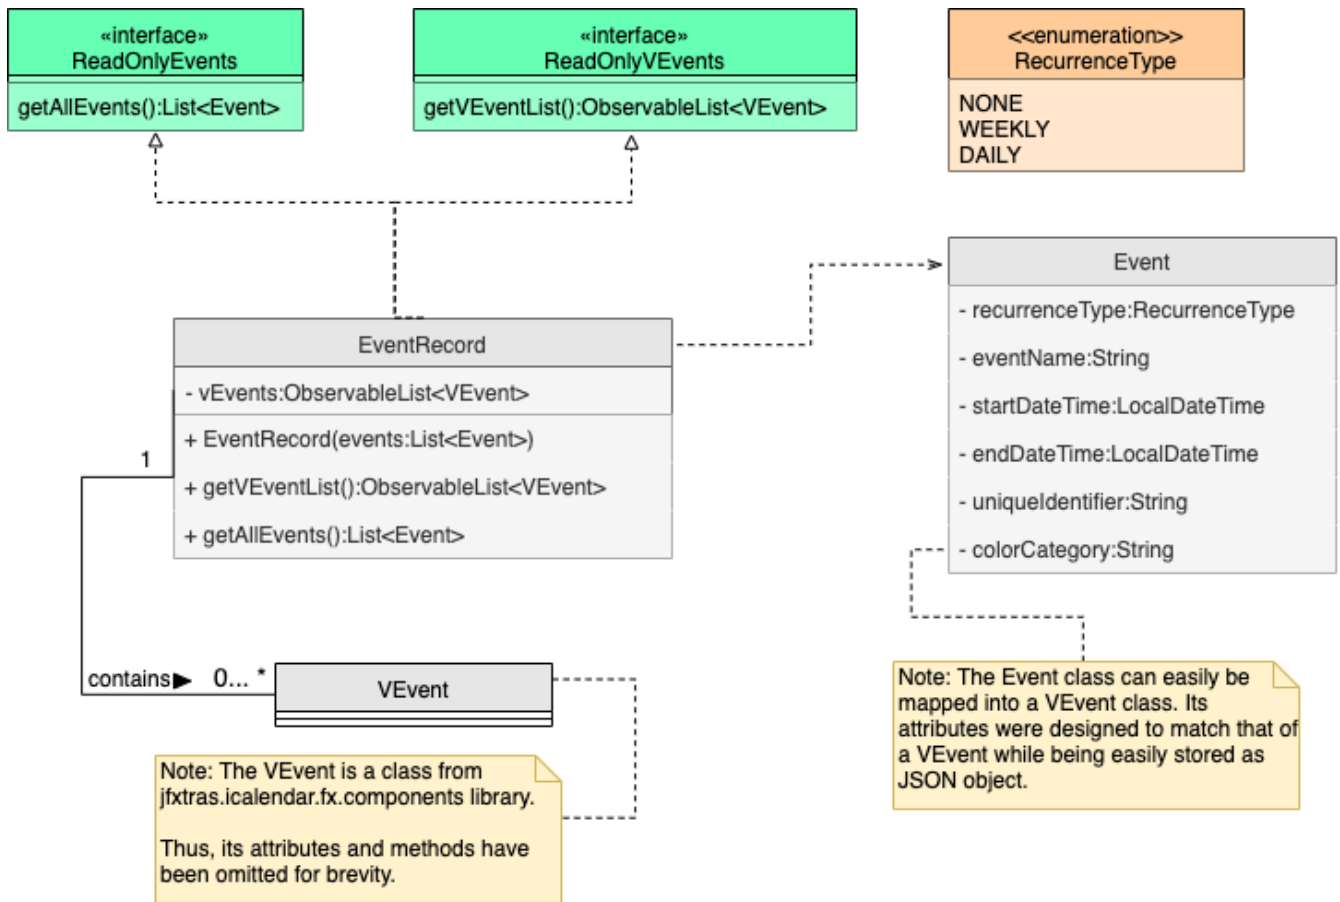 «interface»
ReadOnlyEvents
getAllEvents():List<Event>
«interface»
ReadOnlyVEvents
getVEventList():ObservableList<VEvent>
<<enumeration>>
RecurrenceType
NONE
WEEKLY
DAILY
EventRecord
- vEvents:ObservableList<VEvent>
+ EventRecord(events:List<Event>)
+ getVEventList():ObservableList<VEvent>
+ getAllEvents():List<Event>
Event
- recurrenceType:RecurrenceType
- eventName:String
- startDateTime:LocalDateTime
- endDateTime:LocalDateTime
- uniqueIdentifier:String
- colorCategory:String
1
contains
0... *
VEvent
Note: The VEvent is a class from
jfxtras.icalendar.fx.components library.
Thus, its attributes and methods have
been omitted for brevity.
Note: The Event class can easily be
mapped into a VEvent class. Its
attributes were designed to match that of
a VEvent while being easily stored as
JSON object.